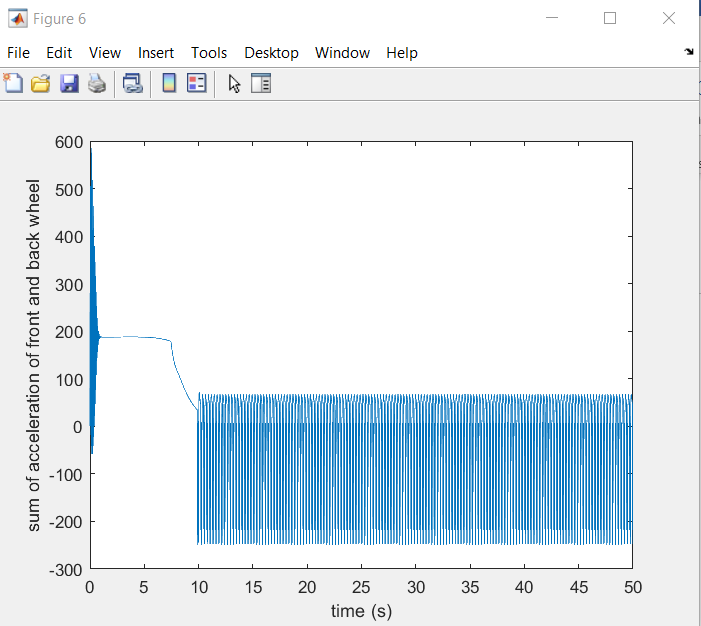 Figure 6
File Edit View Insert Tools Desktop Window Help
600
500
400
300
200
100
0
-100
-200
-300
sum of acceleration of front and back wheel
0 5 10 15 20 25 30 35 40 45 50
time (s)